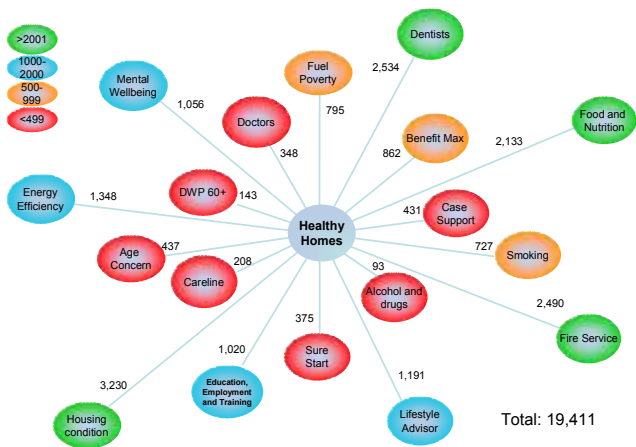 >2001
1000-
2000
500-
999
<499
Dentists
2,534
Fuel
Poverty
795
Mental
Wellbeing
1,056
Doctors
348
Benefit Max
862
Food and
Nutrition
2,133
Energy
Efficiency
1,348
DWP 60+
143
Healthy
Homes
431
Case
Support
Age
Concern
437
Careline
208
93
Alcohol and
drugs
727
Smoking
2,490
Fire Service
375
Sure
Start
1,020
Education,
Employment
and Training
1,191
Lifestyle
Advisor
3,230
Housing
condition
Total: 19,411